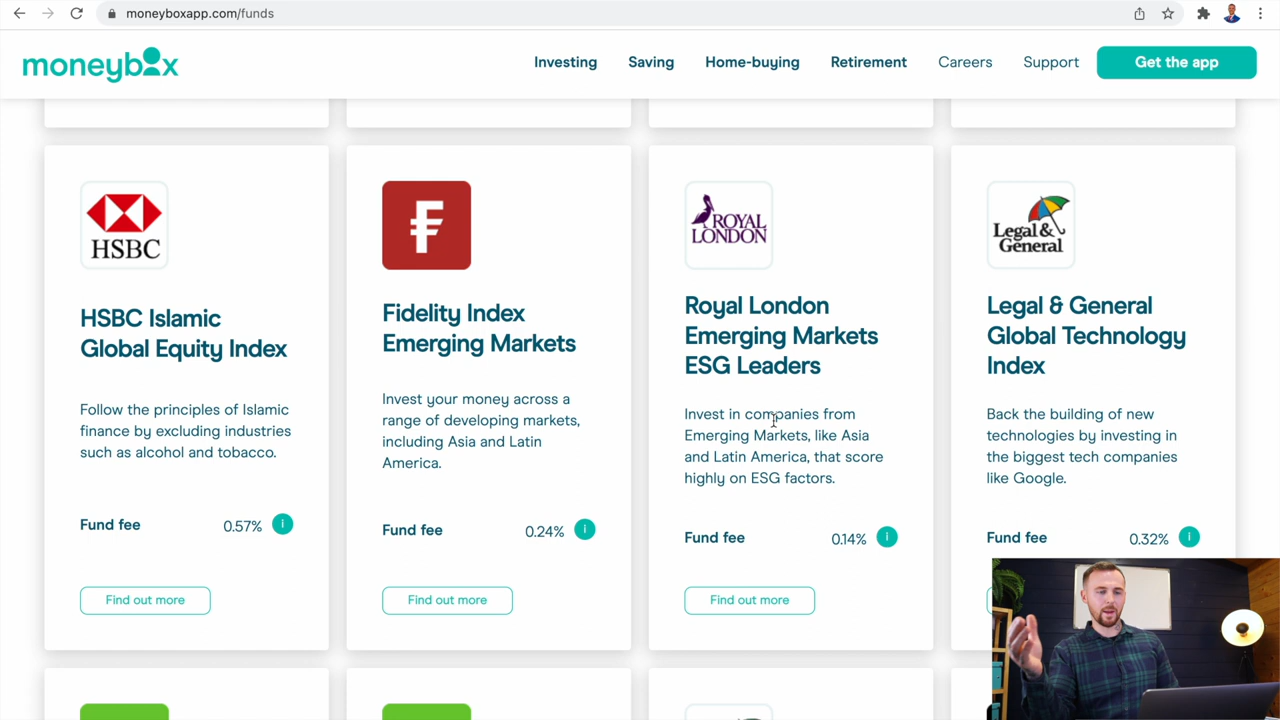 moneyboxapp.com/funds
moneybox
Investing
Saving
Home-buying
Retirement
Careers
Support
Get the app
HSBC
HSBC Islamic
Global Equity Index
Follow the principles of Islamic
finance by excluding industries
such as alcohol and tobacco.
Fund fee 0.57% i
Find out more
F
Fidelity Index
Emerging Markets
Invest your money across a
range of developing markets,
including Asia and Latin
America.
Fund fee 0.24% i
Find out more
ROYAL
LONDON
Royal London
Emerging Markets
ESG Leaders
Invest in companies from
Emerging Markets, like Asia
and Latin America, that score
highly on ESG factors.
Fund fee 0.14% i
Find out more
Legal &
General
Legal & General
Global Technology
Index
Back the building of new
technologies by investing in
the biggest tech companies
like Google.
Fund fee 0.32% i